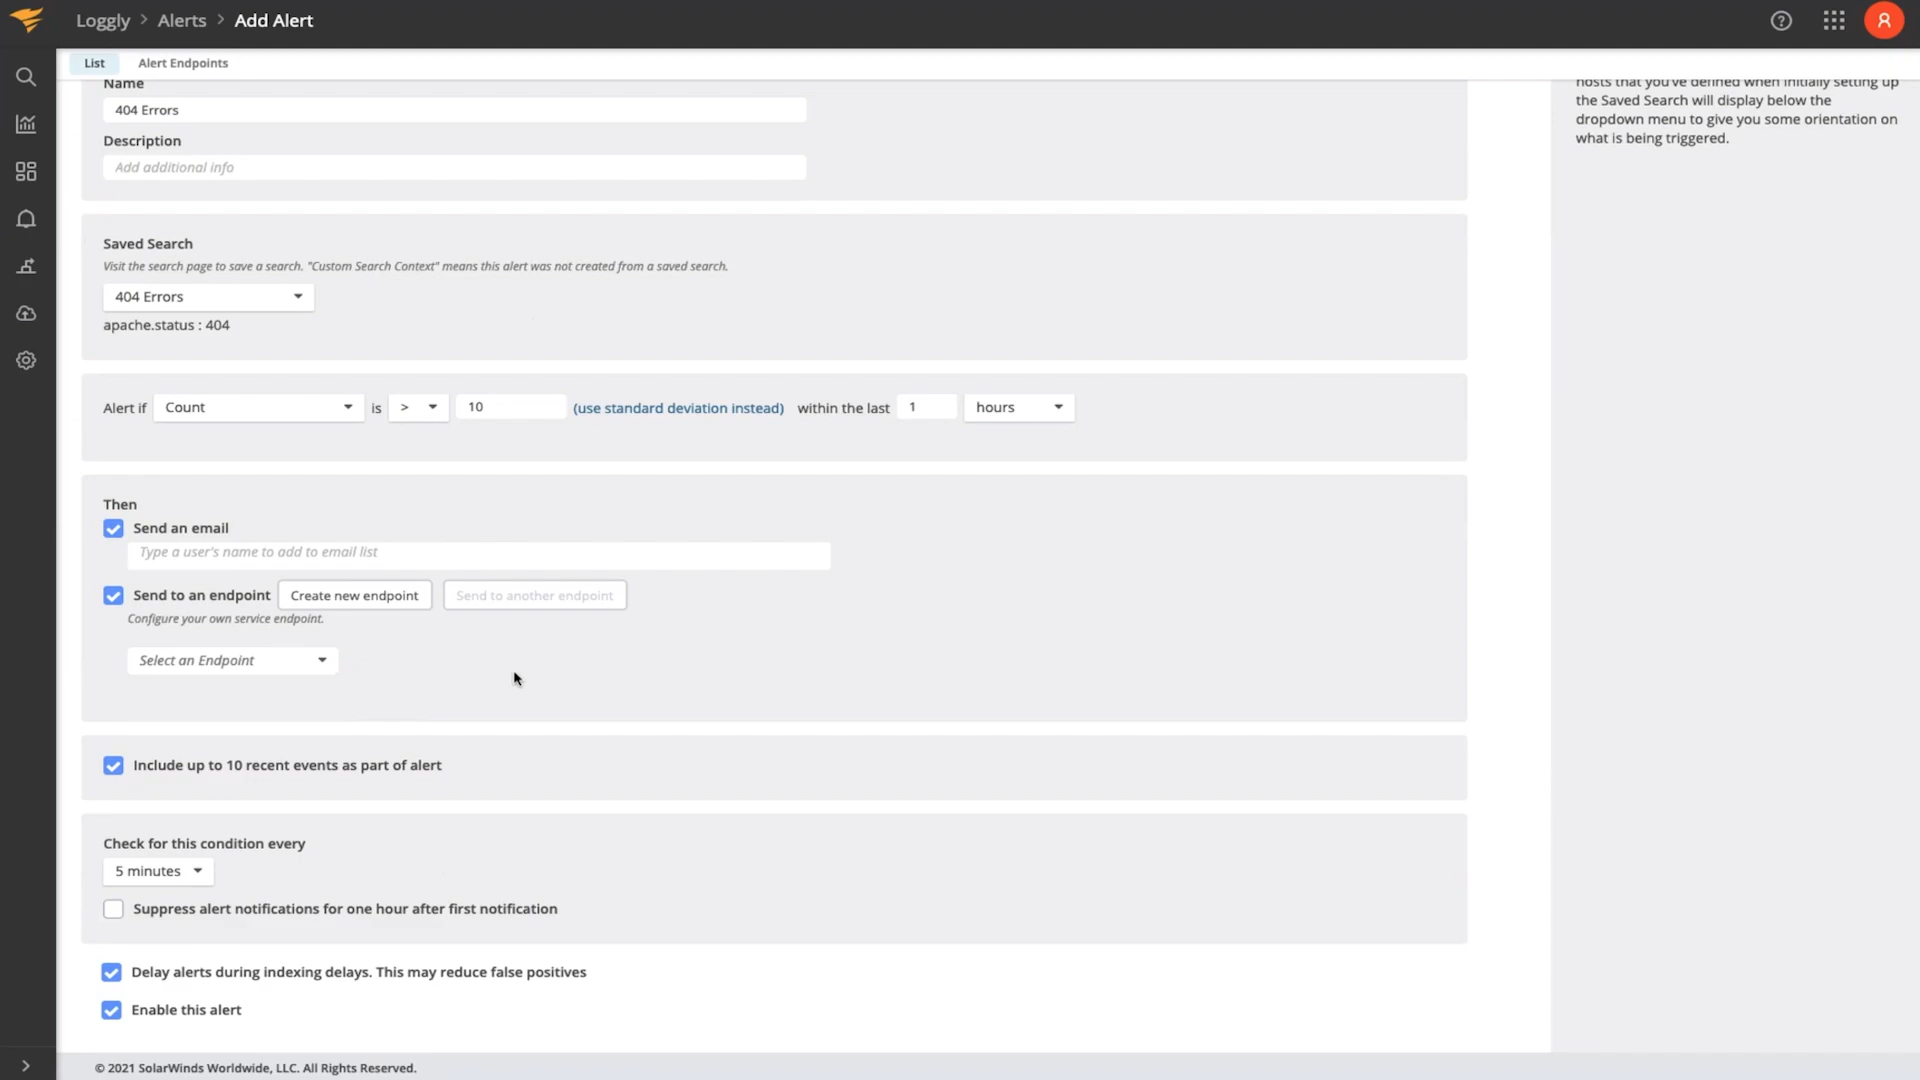 Loggly > Alerts > Add Alert
List Alert Endpoints
Name
404 Errors
Description
Add additional info
Saved Search
Visit the search page to save a search. "Custom Search Context" means this alert was not created from a saved search.
404 Errors
apache.status : 404
Alert if Count is > 10 (use standard deviation instead) within the last 1 hours
Then
Send an email
Type a user's name to add to email list
Send to an endpoint Create new endpoint Send to another endpoint
Configure your own service endpoint.
Select an Endpoint
Include up to 10 recent events as part of alert
Check for this condition every
5 minutes
Suppress alert notifications for one hour after first notification
Delay alerts during indexing delays. This may reduce false positives
Enable this alert
hosts that you've defined when initially setting up
the Saved Search will display below the
dropdown menu to give you some orientation on
what is being triggered.
© 2021 SolarWinds Worldwide, LLC. All Rights Reserved.